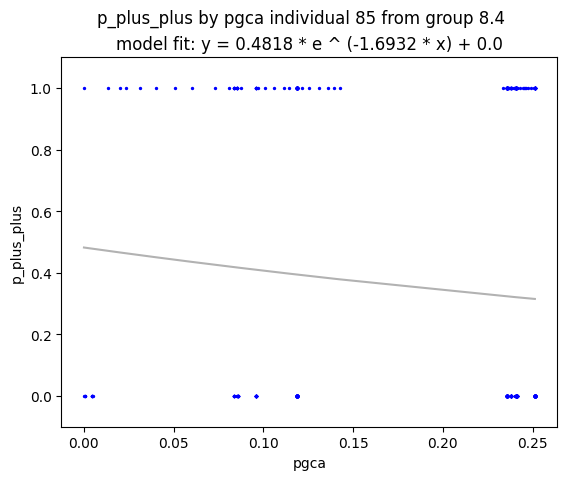 p_plus_plus by pgca individual 85 from group 8.4
model fit: y = 0.4818 * e ^ (-1.6932 * x) + 0.0
1.0
0.8
0.6
0.4
0.2
0.0
p_plus_plus
0.00 0.05 0.10 0.15 0.20 0.25
pgca